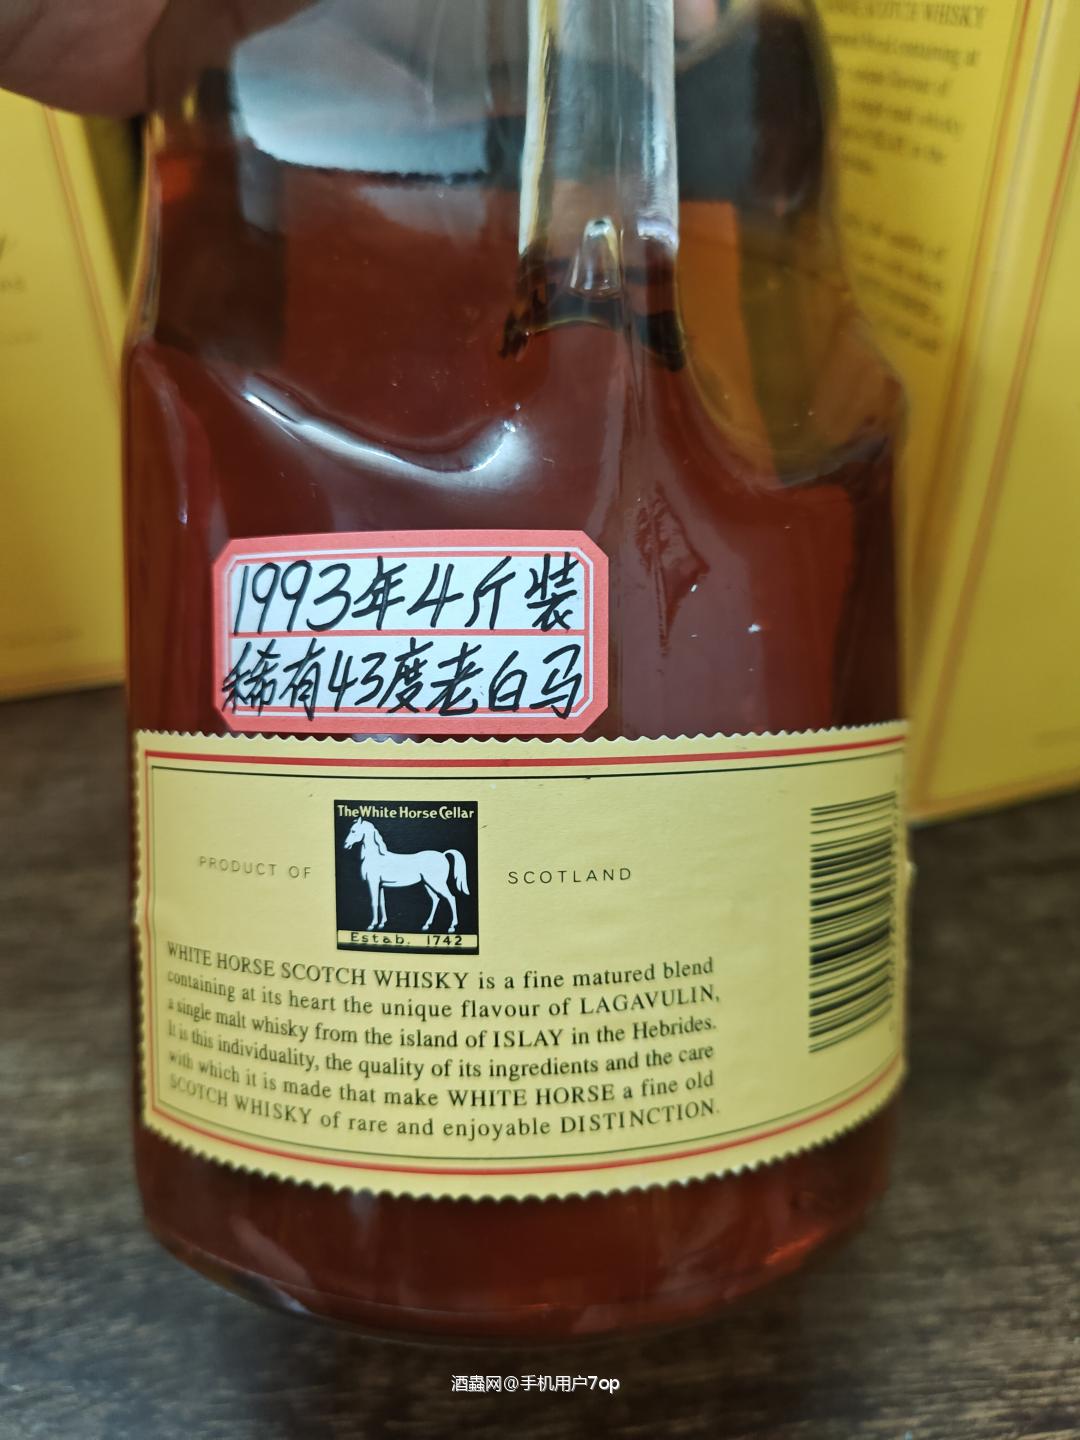 1993年4斤装
稀有43度老白马
The White Horse Cellar
PRODUCT OF
SCOTLAND
Estab. 1742
WHITE HORSE SCOTCH WHISKY is a fine matured blend
containing at its heart the unique flavour of LAGAVULIN,
a single malt whisky from the island of ISLAY in the Hebrides.
It is this individuality, the quality of its ingredients and the care
with which it is made that make WHITE HORSE a fine old
SCOTCH WHISKY of rare and enjoyable DISTINCTION.
酒蟲网@手机用户7op